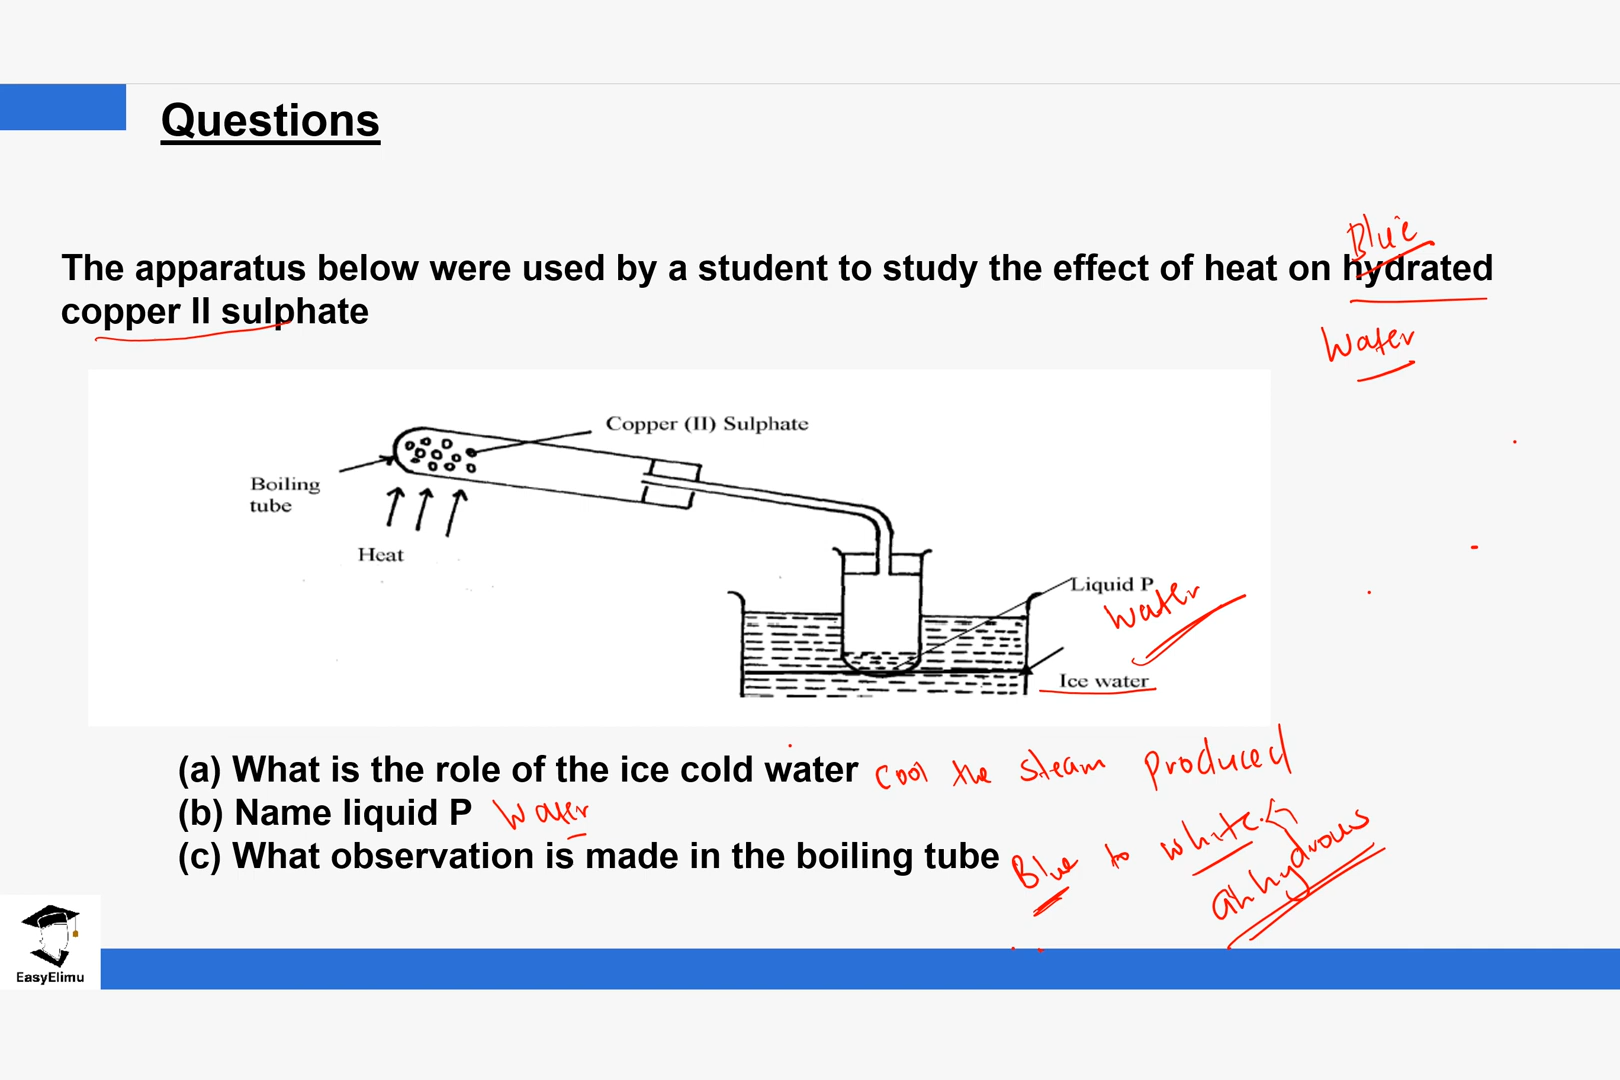 Questions
Blue
The apparatus below were used by a student to study the effect of heat on hydrated
copper II sulphate
Water
Copper (II) Sulphate
Boiling
tube
Heat
Liquid P
Water
Ice water
(a) What is the role of the ice cold water Cool the steam produced
(b) Name liquid P Water
(c) What observation is made in the boiling tube Blue to white.
anhydrous
EasyElimu